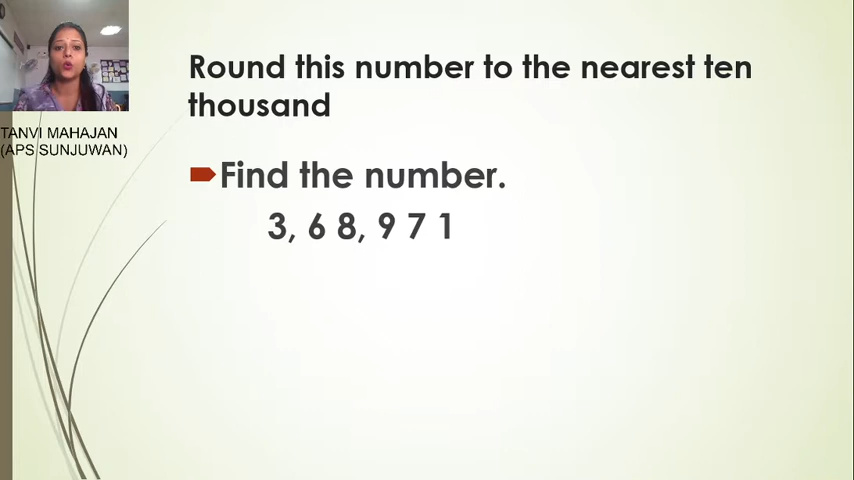 Round this number to the nearest ten
thousand
TANVI MAHAJAN
(APS SUNJUWAN)
Find the number.
3, 6 8, 9 7 1